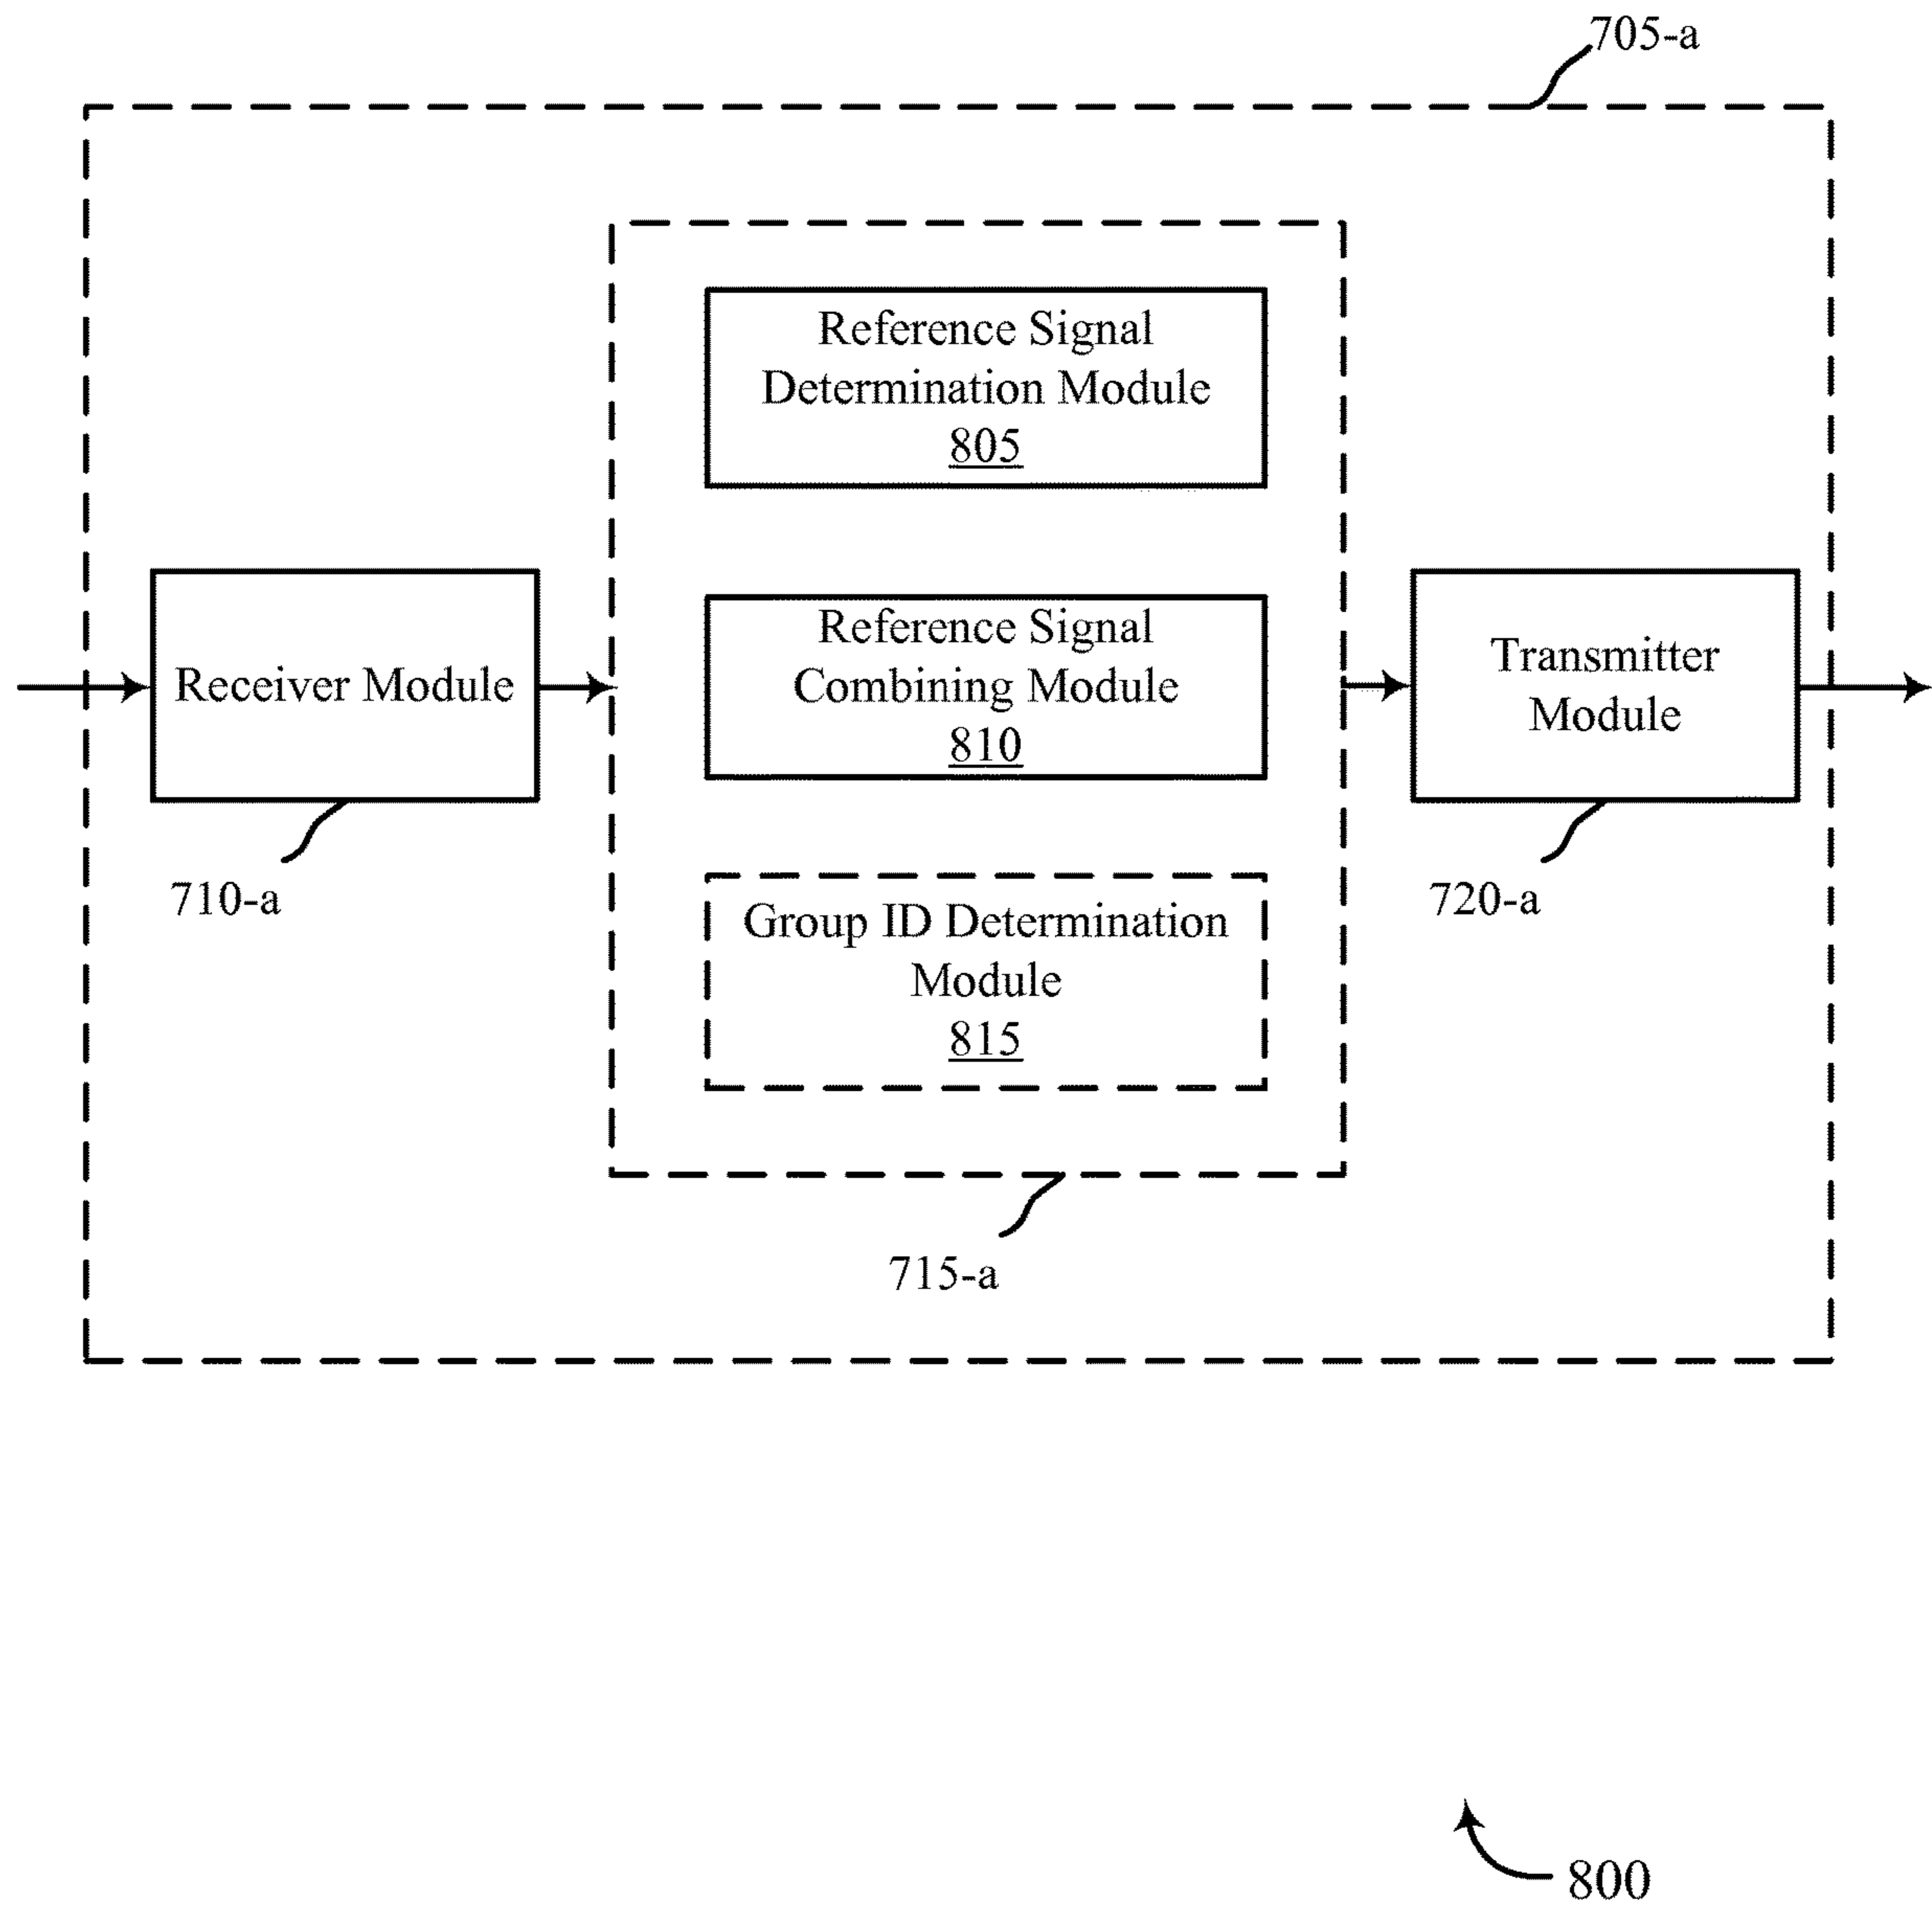 705-a
Reference Signal
Determination Module
805
Receiver Module
Reference Signal
Combining Module
810
Transmitter
Module
710-a
720-a
Group ID Determination
Module
815
715-a
800